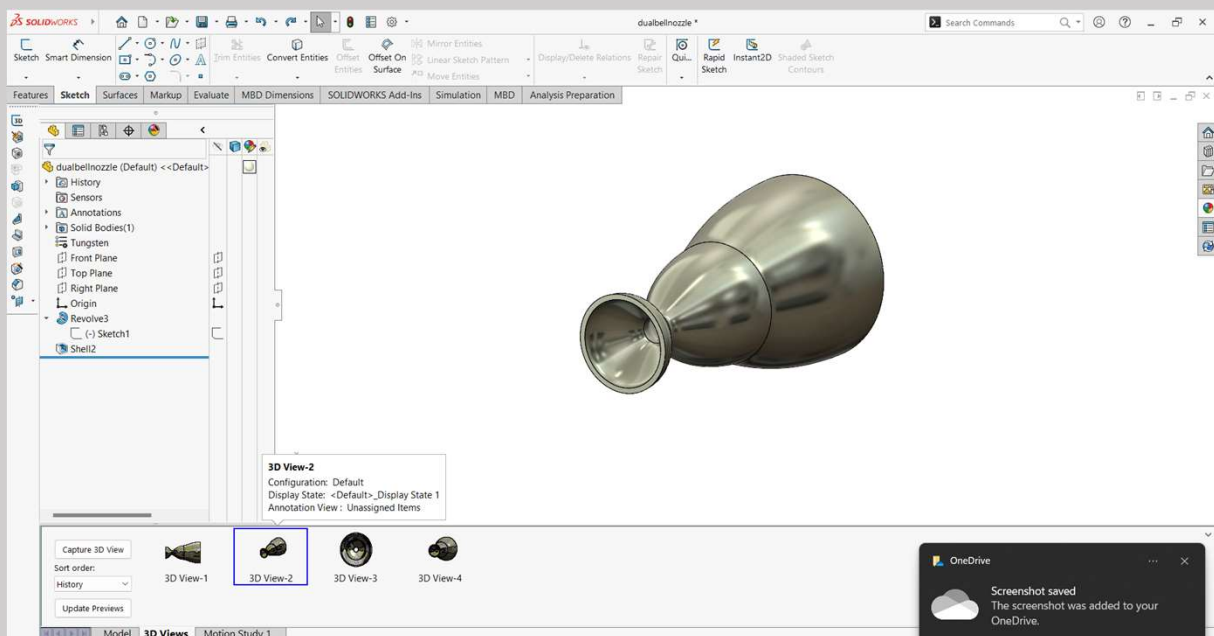 SOLIDWORKS
dualbellnozzle *
Search Commands
Sketch
Smart Dimension
Trim Entities
Convert Entities
Offset Entities
Offset On Surface
Mirror Entities
Linear Sketch Pattern
Move Entities
Display/Delete Relations
Repair Sketch
Qui...
Rapid Sketch
Instant2D
Shaded Sketch Contours
Features
Sketch
Surfaces
Markup
Evaluate
MBD Dimensions
SOLIDWORKS Add-Ins
Simulation
MBD
Analysis Preparation
dualbellnozzle (Default) <<Default>
History
Sensors
Annotations
Solid Bodies(1)
Tungsten
Front Plane
Top Plane
Right Plane
Origin
Revolve3
(-) Sketch1
Shell2
3D View-2
Configuration: Default
Display State: <Default>_Display State 1
Annotation View : Unassigned Items
Capture 3D View
Sort order:
History
Update Previews
3D View-1
3D View-2
3D View-3
3D View-4
Model
3D Views
Motion Study 1
OneDrive
Screenshot saved
The screenshot was added to your
OneDrive.